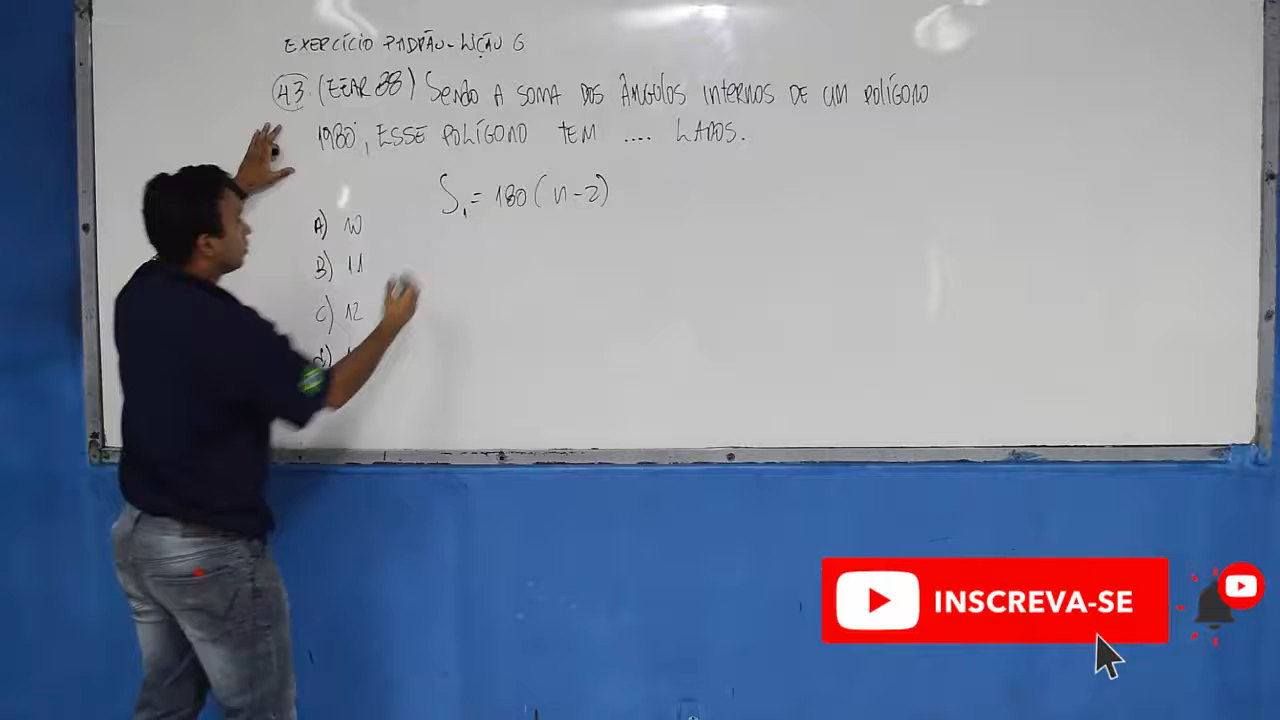 EXERCÍCIO PADRÃO - LIÇÃO 6
43 (EEAR 88) SENDO A SOMA DOS ÂNGULOS INTERNOS DE UM POLÍGONO
1980°, ESSE POLÍGONO TEM .... LADOS.
Sᵢ = 180(n-2)
A) 10
B) 11
C) 12
d)
INSCREVA-SE